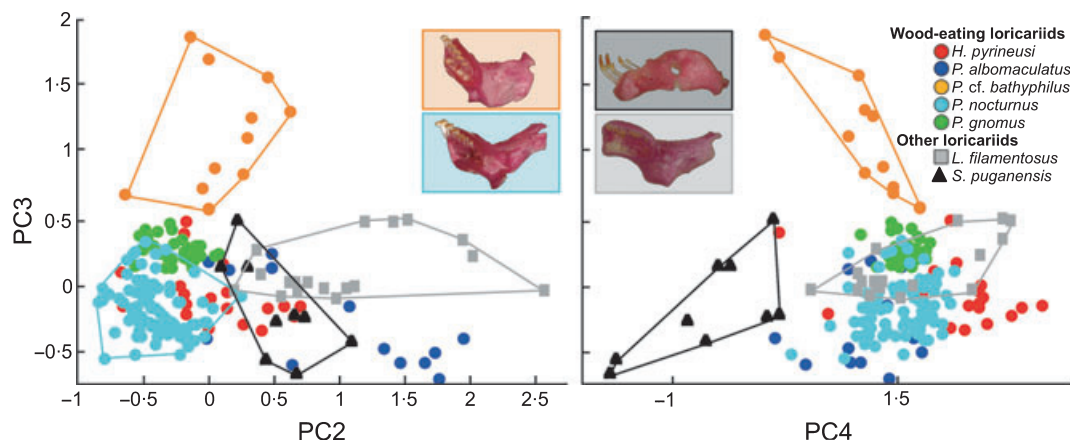 2
1·5
1
0·5
0
−0·5
PC3
−1
−0·5
0
0·5
1
1·5
2
2·5
PC2
−1
1·5
PC4
Wood-eating loricariids
H. pyrineusi
P. albomaculatus
P. cf. bathyphilus
P. nocturnus
P. gnomus
Other loricariids
L. filamentosus
S. puganensis